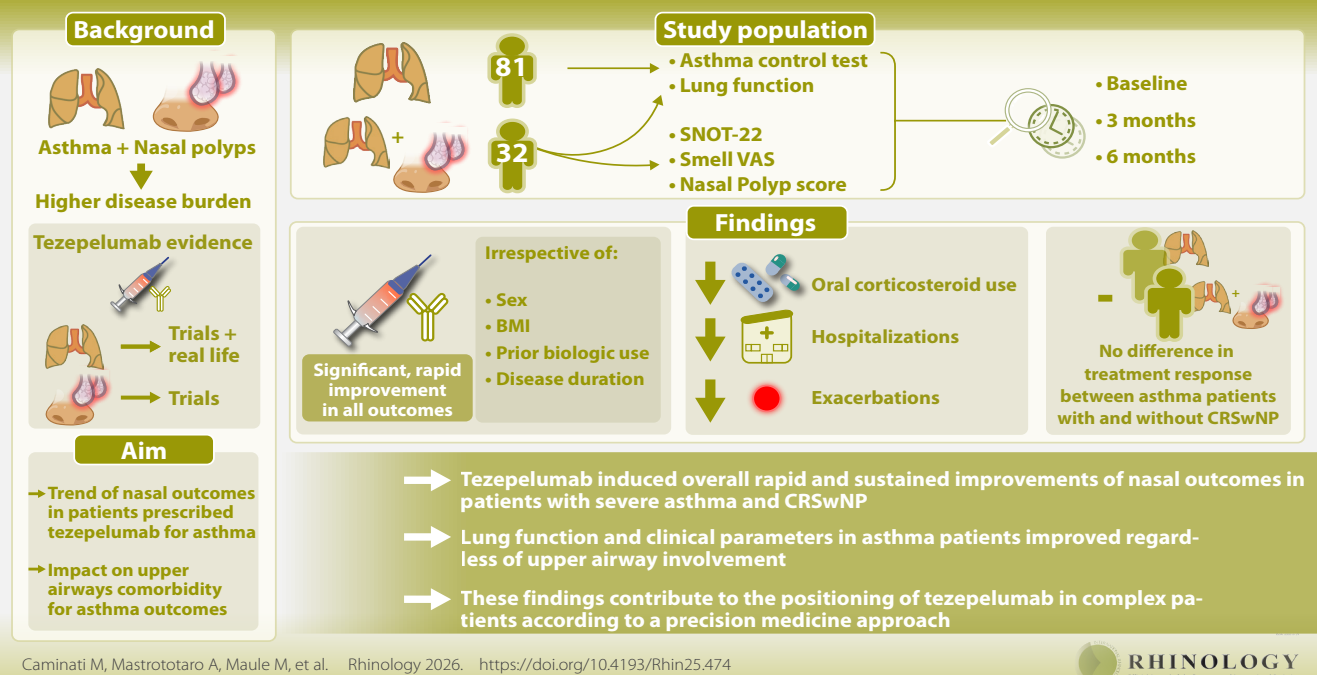 Background
Asthma + Nasal polyps
Higher disease burden
Tezepelumab evidence
Trials +
real life
Trials
Aim
Trend of nasal outcomes
in patients prescribed
tezepelumab for asthma
Impact on upper
airways comorbidity
for asthma outcomes
Study population
81
• Asthma control test
• Lung function
+
32
• SNOT-22
• Smell VAS
• Nasal Polyp score
• Baseline
• 3 months
• 6 months
Findings
Significant, rapid
improvement
in all outcomes
Irrespective of:
• Sex
• BMI
• Prior biologic use
• Disease duration
Oral corticosteroid use
Hospitalizations
Exacerbations
-
+
No difference in
treatment response
between asthma patients
with and without CRSwNP
Tezepelumab induced overall rapid and sustained improvements of nasal outcomes in
patients with severe asthma and CRSwNP
Lung function and clinical parameters in asthma patients improved regard-
less of upper airway involvement
These findings contribute to the positioning of tezepelumab in complex pa-
tients according to a precision medicine approach
Caminati M, Mastrototaro A, Maule M, et al. Rhinology 2026. https://doi.org/10.4193/Rhin25.474
RHINOLOGY